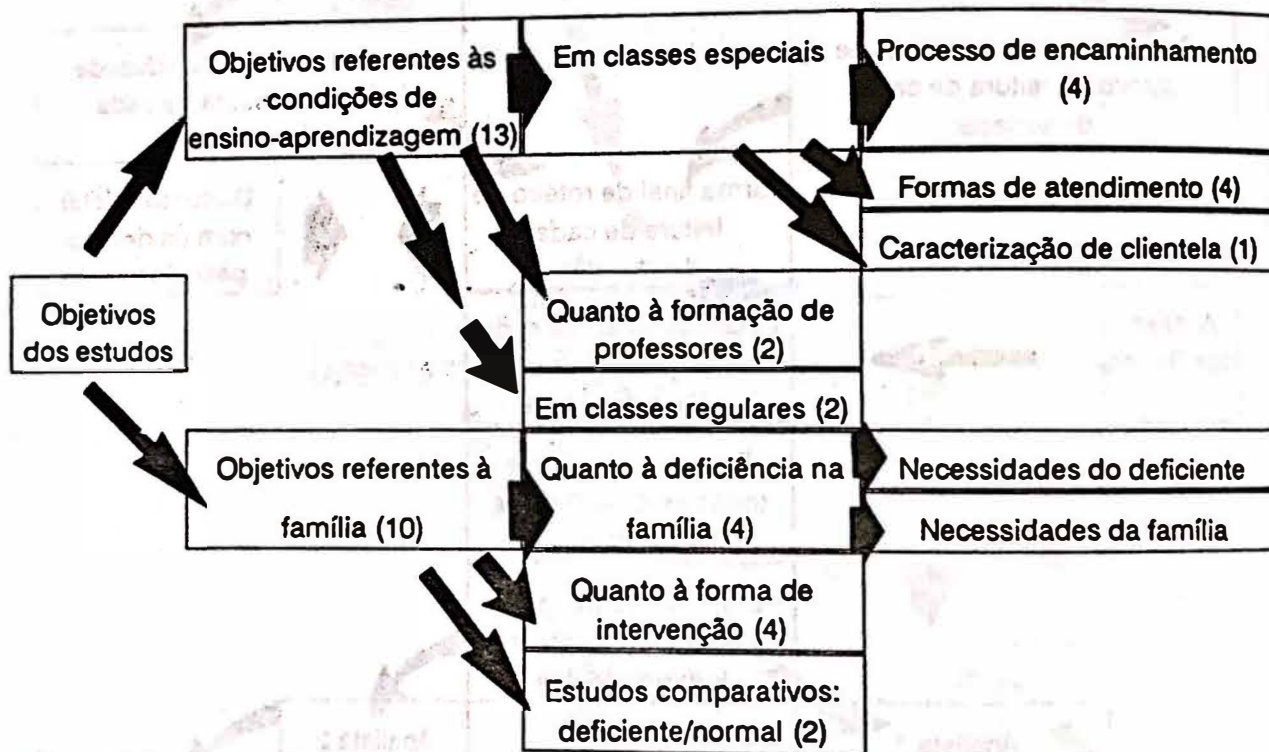 Objetivos
dos estudos
Objetivos referentes às
condições de
ensino-aprendizagem (13)
Em classes especiais
Processo de encaminhamento
(4)
Formas de atendimento (4)
Caracterização de clientela (1)
Quanto à formação de
professores (2)
Em classes regulares (2)
Objetivos referentes à
família (10)
Quanto à deficiência na
família (4)
Necessidades do deficiente
Necessidades da família
Quanto à forma de
intervenção (4)
Estudos comparativos:
deficiente/normal (2)